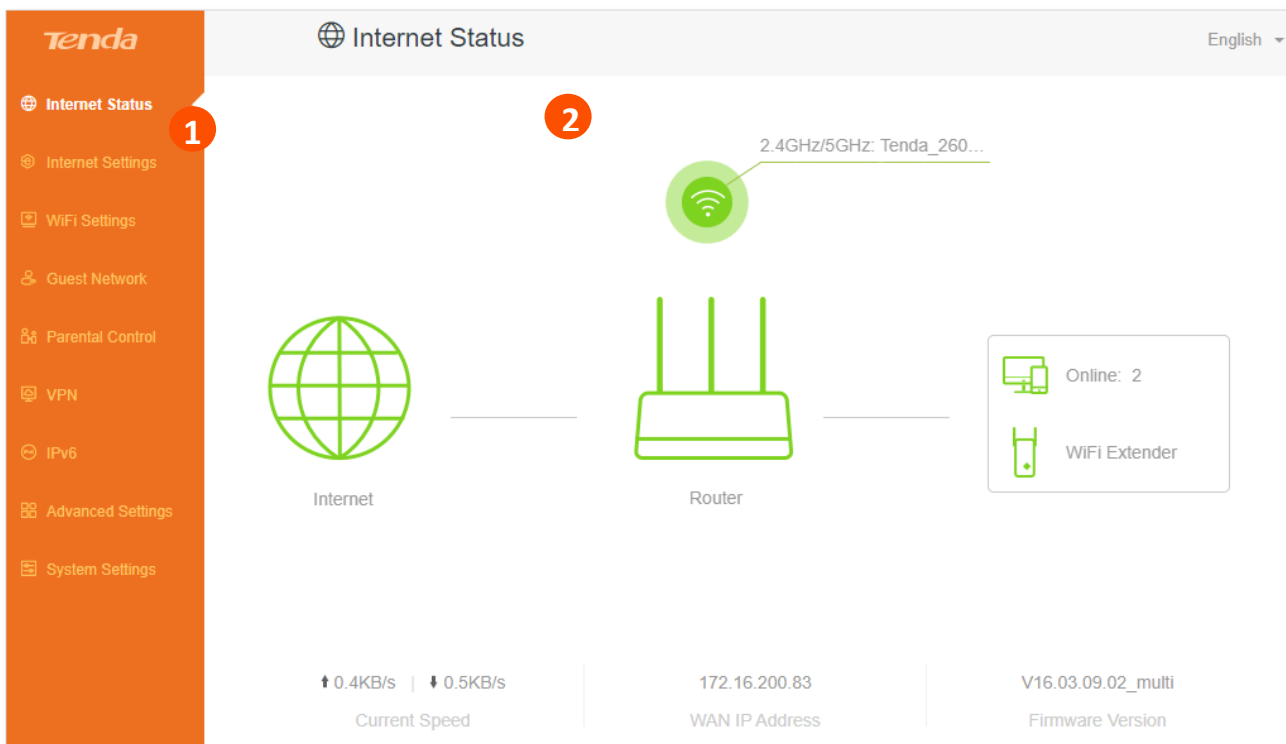 Tenda
Internet Status
English
Internet Status
1
2
Internet Settings
WiFi Settings
Guest Network
Parental Control
VPN
IPv6
Advanced Settings
System Settings
2.4GHz/5GHz: Tenda_260...
Internet
Router
Online: 2
WiFi Extender
0.4KB/s | 0.5KB/s
Current Speed
172.16.200.83
WAN IP Address
V16.03.09.02_multi
Firmware Version